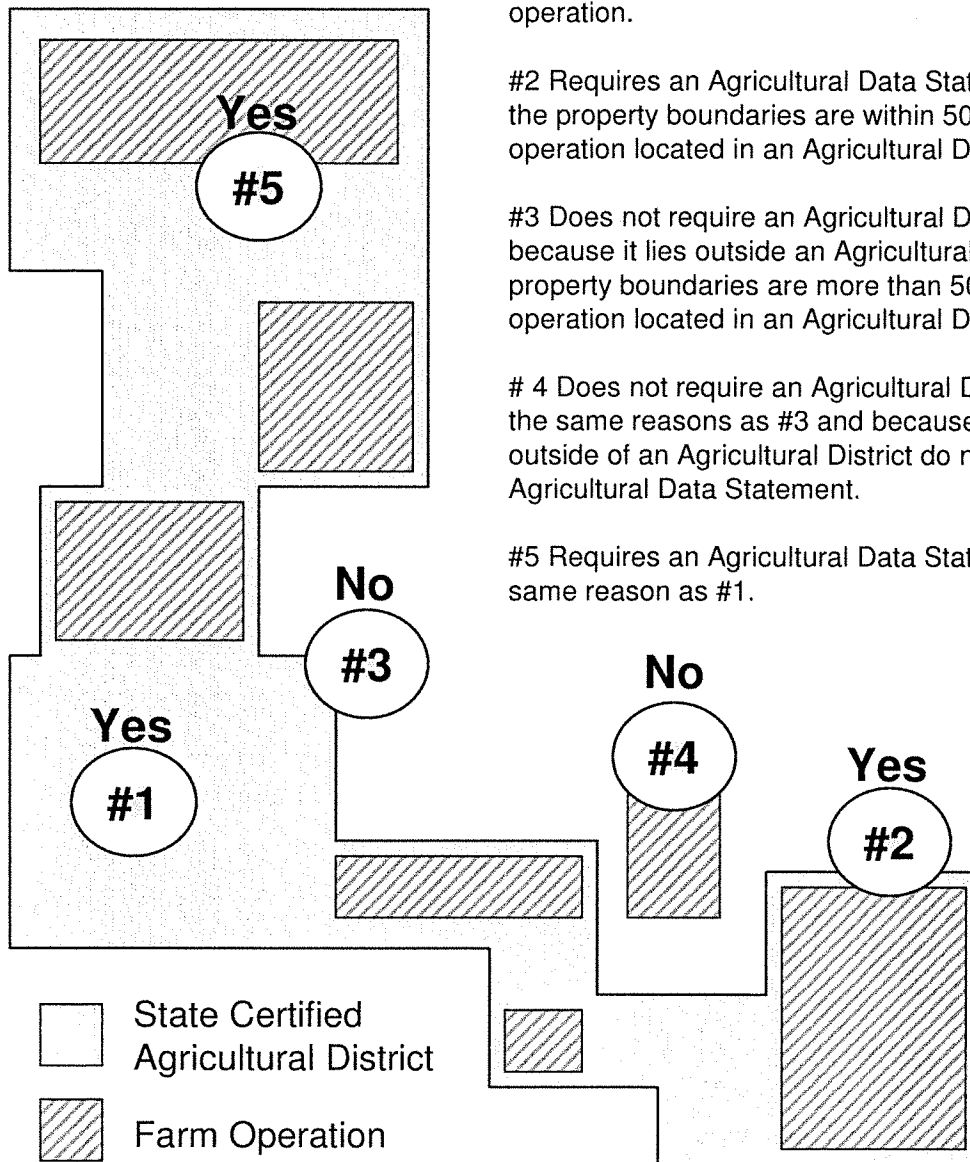 operation.
#2 Requires an Agricultural Data
the property boundaries are within
operation located in an Agricultural
#3 Does not require an Agricultural
because it lies outside an Agricultural
property boundaries are more than
operation located in an Agricultural
# 4 Does not require an Agricultural
the same reasons as #3 and because
outside of an Agricultural District do
Agricultural Data Statement.
#5 Requires an Agricultural Data
same reason as #1.
Yes
#5
No
#3
Yes
#1
No
#4
Yes
#2
State Certified
Agricultural District
Farm Operation